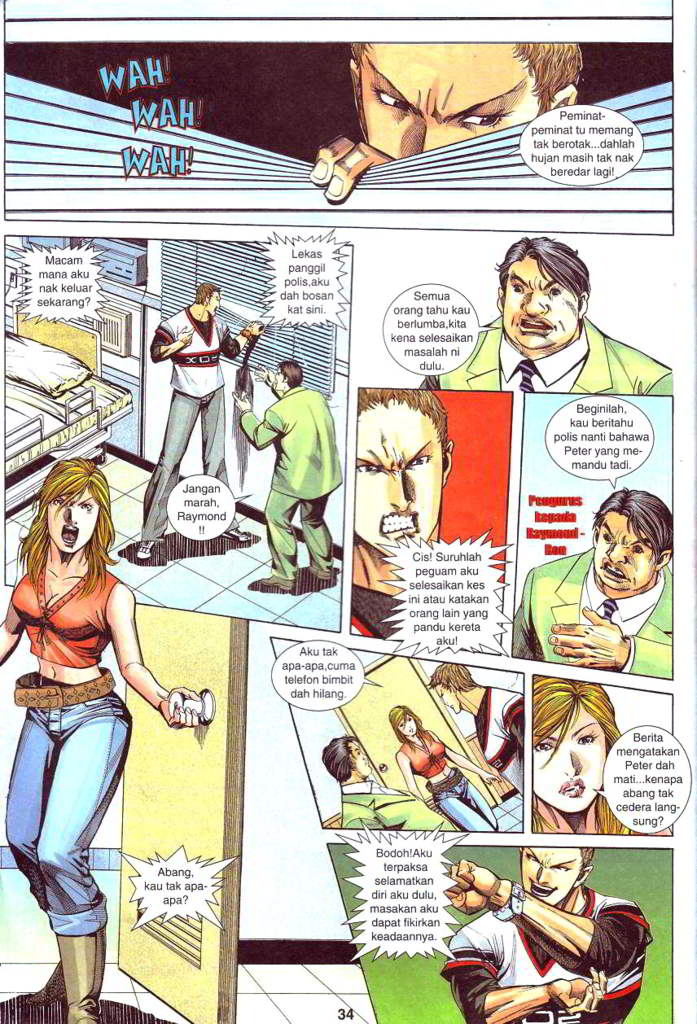 WAH!
WAH!
WAH!
Peminat-
peminat tu memang
tak berotak...dahlah
hujan masih tak nak
beredar lagi!
Macam
mana aku
nak keluar
sekarang?
Lekas
panggil
polis,aku
dah bosan
kat sini.
Jangan
marah,
Raymond
!!
Semua
orang tahu kau
berlumba,kita
kena selesaikan
masalah ni
dulu.
Cis! Suruhlah
peguam aku
selesaikan kes
ini atau katakan
orang lain yang
pandu kereta
aku!
Beginilah,
kau beritahu
polis nanti bahawa
Peter yang me-
mandu tadi.
Pengurus
kepada
Raymond -
Ron
Abang,
kau tak apa-
apa?
Aku tak
apa-apa,cuma
telefon bimbit
dah hilang.
Berita
mengatakan
Peter dah
mati...kenapa
abang tak
cedera lang-
sung?
Bodoh!Aku
terpaksa
selamatkan
diri aku dulu,
masakan aku
dapat fikirkan
keadaannya.
34